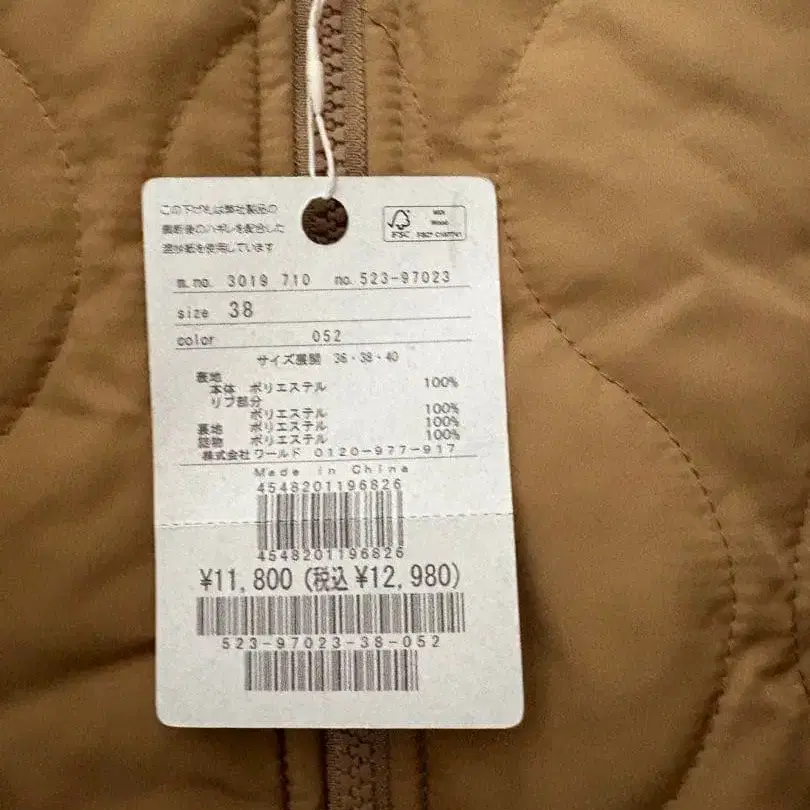 この下げ札は弊社製品の
裁断後のハギレを配合した
混抄紙を使用しています
FSC
MIX
m.no. 3019 710 no.523-97023
size 38
color 052
サイズ展開 36・38・40
表地
本体 ポリエステル 100%
リブ部分
ポリエステル 100%
裏地 ポリエステル 100%
詰物 ポリエステル 100%
株式会社ワールド 0120-977-917
Made in China
4548201196826
4548201196826
¥11,800 (税込 ¥12,980)
523-97023-38-052